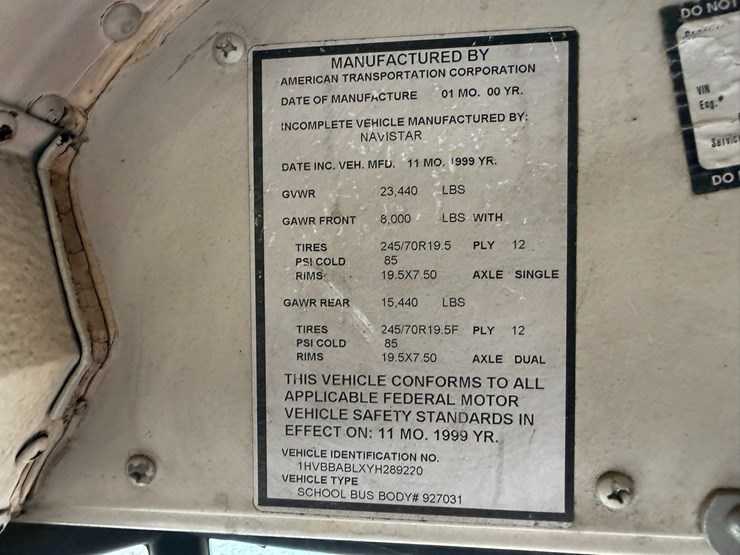 MANUFACTURED BY
AMERICAN TRANSPORTATION CORPORATION
DATE OF MANUFACTURE 01 MO. 00 YR.
INCOMPLETE VEHICLE MANUFACTURED BY:
NAVISTAR
DATE INC. VEH. MFD. 11 MO. 1999 YR.
GVWR 23,440 LBS
GAWR FRONT 8,000 LBS WITH
TIRES 245/70R19.5 PLY 12
PSI COLD 85
RIMS 19.5X7.50 AXLE SINGLE
GAWR REAR 15,440 LBS
TIRES 245/70R19.5F PLY 12
PSI COLD 85
RIMS 19.5X7.50 AXLE DUAL
THIS VEHICLE CONFORMS TO ALL
APPLICABLE FEDERAL MOTOR
VEHICLE SAFETY STANDARDS IN
EFFECT ON: 11 MO. 1999 YR.
VEHICLE IDENTIFICATION NO.
1HVBBABLXYH289220
VEHICLE TYPE
SCHOOL BUS BODY# 927031
DO NOT
VIN
Eng.#
DO